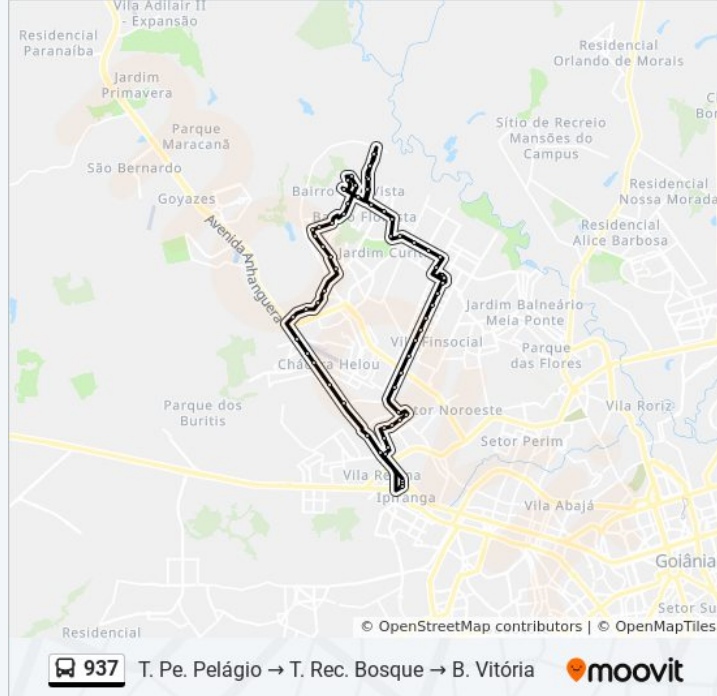 Vila Adilair II
- Expansão
Residencial
Paranaíba
Residencial
Orlando de Morais
Jardim
Primavera
Sítio de Recreio
Mansões do
Campus
Parque
Maracanã
São Bernardo
Bairro
Vista
Residencial
Nossa Morada
Goyazes
Bairro Floresta
Residencial
Alice Barbosa
Avenida Anhanguera
Jardim
Jardim Balneário
Meia Ponte
Finsocial
Parque
das Flores
Chácara Helou
Parque dos
Buritis
Setor Noroeste
Vila Roriz
Setor Perim
Vila Regina
Ipiranga
Vila Abajá
Goiânia
Setor Su
Residencial
© OpenStreetMap contributors | © OpenMapTiles
937 T. Pe. Pelágio → T. Rec. Bosque → B. Vitória moovit